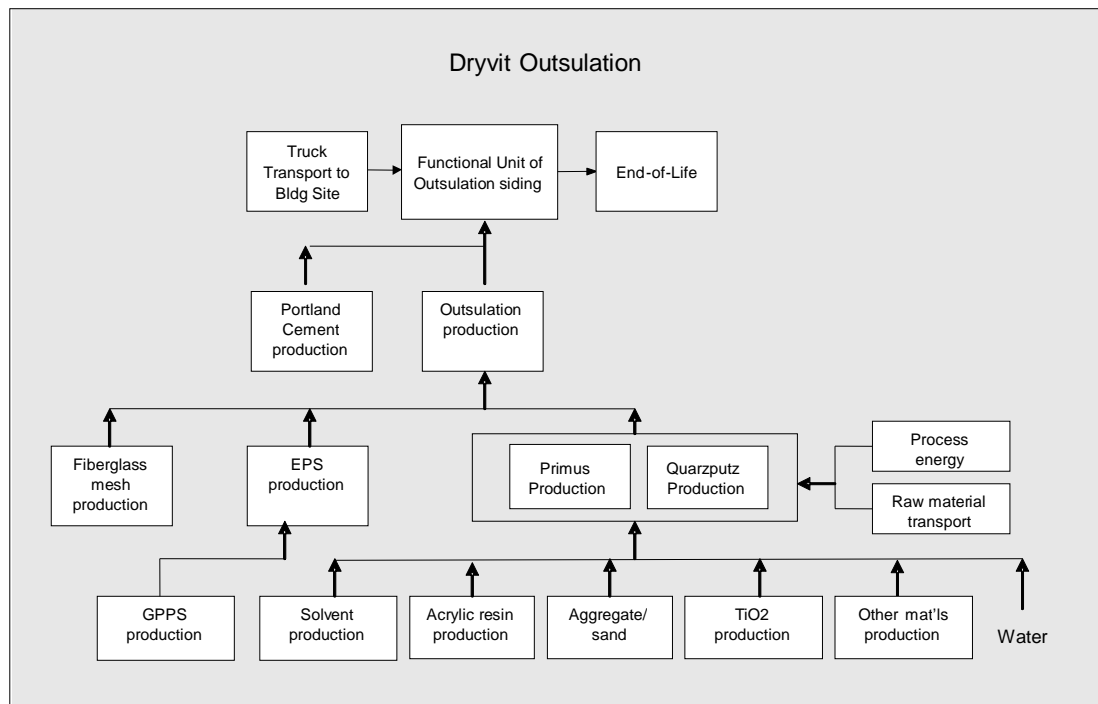 Dryvit Outsulation
Truck
Transport to
Bldg Site
Functional Unit of
Outsulation siding
End-of-Life
Portland
Cement
production
Outsulation
production
Fiberglass
mesh
production
EPS
production
Primus
Production
Quarzputz
Production
Process
energy
Raw material
transport
GPPS
production
Solvent
production
Acrylic resin
production
Aggregate/
sand
TiO2
production
Other mat'ls
production
Water